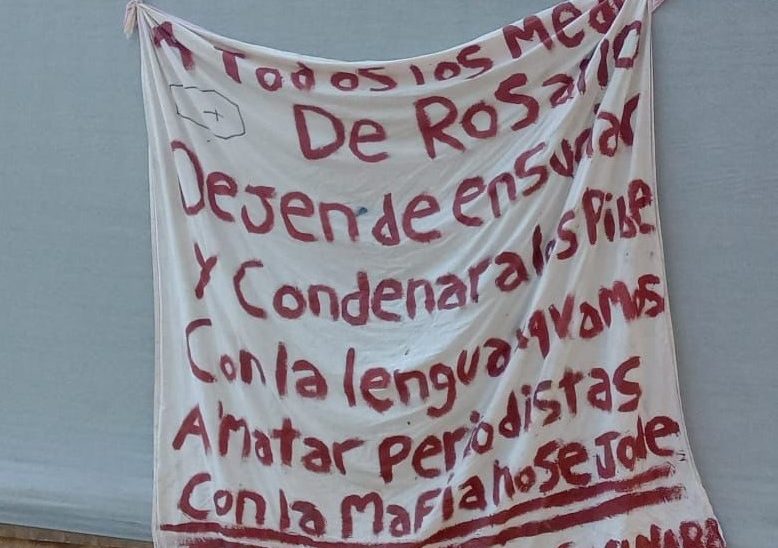 A Todos los Med
De Rosario
Dejen de ensuciar
Y Condenar a los Pibe
Con la lengua xq vamos
A Matar Periodistas
Con la Mafia no se Jode